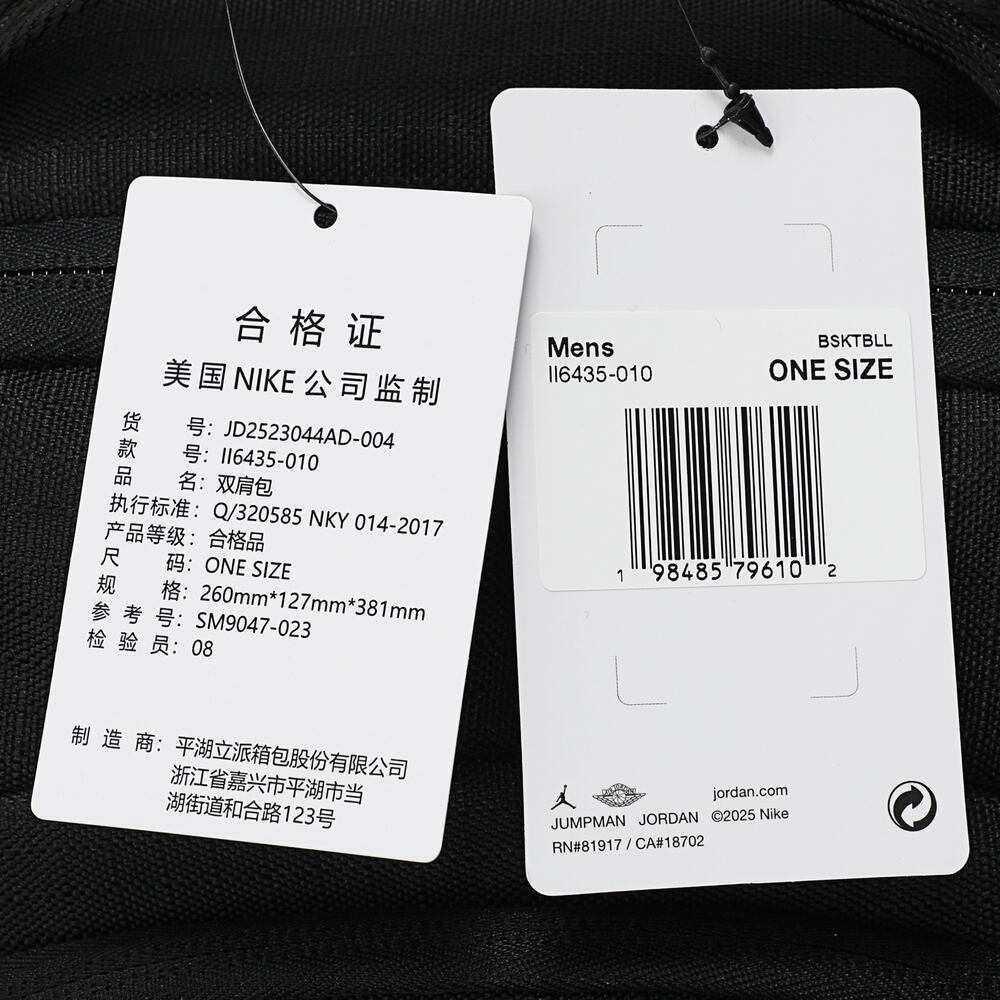 合格证
美国NIKE公司监制
货号：JD2523044AD-004
款号：II6435-010
品名：双肩包
执行标准：Q/320585 NKY 014-2017
产品等级：合格品
尺码：ONE SIZE
规格：260mm*127mm*381mm
参考号：SM9047-023
检验员：08
制造商：平湖立派箱包股份有限公司
浙江省嘉兴市平湖市当
湖街道和合路123号
Mens
BSKTBLL
II6435-010
ONE SIZE
1 98485 79610 2
JUMPMAN
JORDAN
jordan.com
©2025 Nike
RN#81917 / CA#18702